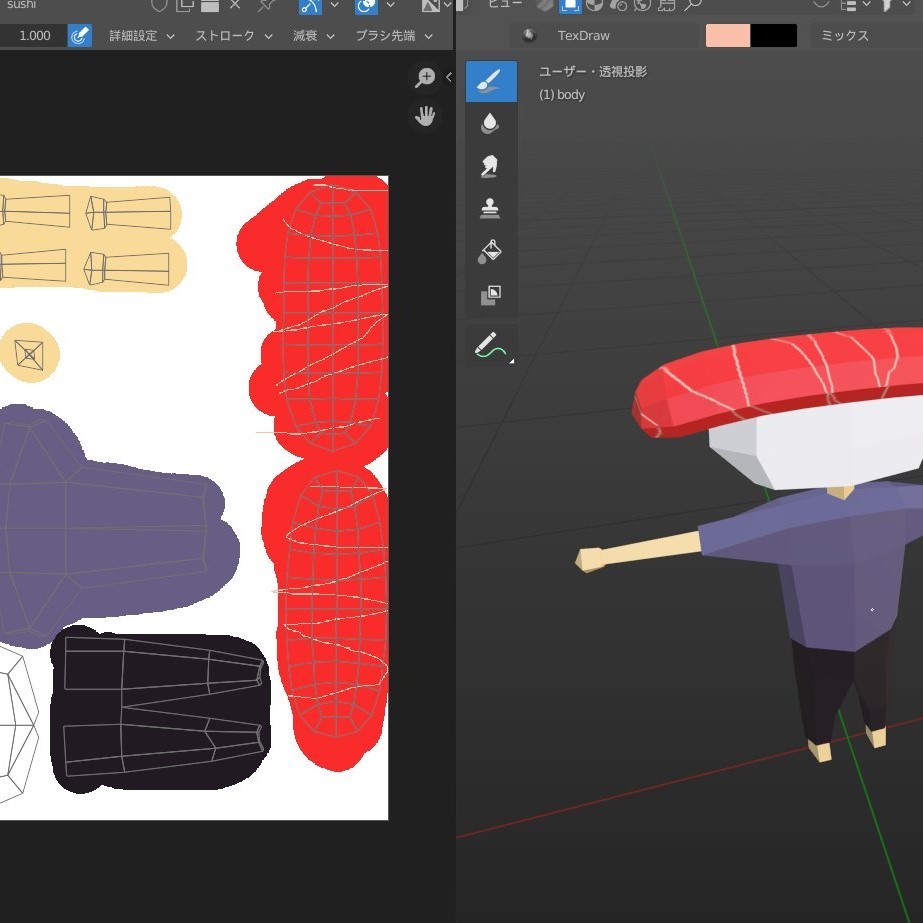 sushi
1.000 詳細設定 ストローク 減衰 ブラシ先端
ビュー
TexDraw ミックス
ユーザー・透視投影
(1) body